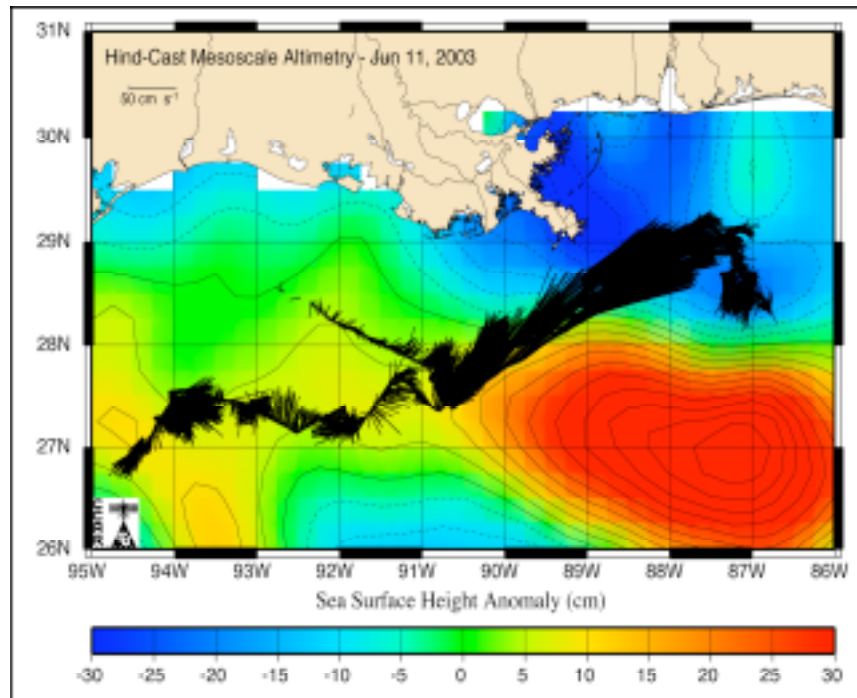 Hind-Cast Mesoscale Altimetry - Jun 11, 2003
50 cm s⁻¹
31N
30N
29N
28N
27N
26N
95W 94W 93W 92W 91W 90W 89W 88W 87W 86W
Sea Surface Height Anomaly (cm)
-30 -25 -20 -15 -10 -5 0 5 10 15 20 25 30